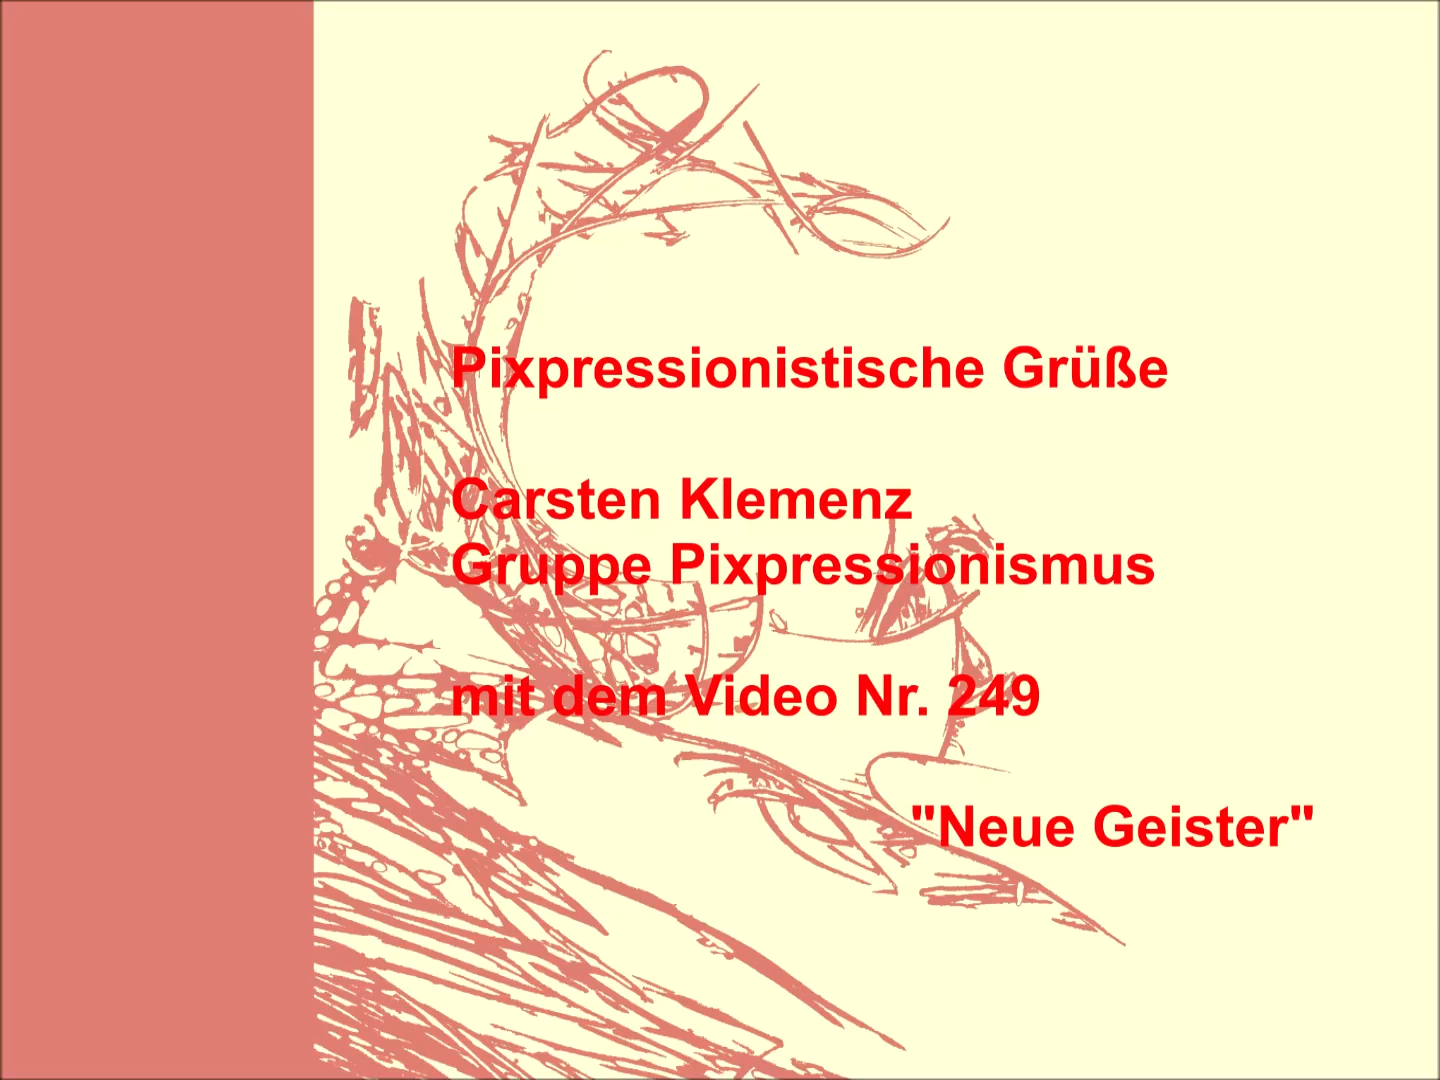 Pixpressionistische Grüße
Carsten Klemenz
Gruppe Pixpressionismus
mit dem Video Nr. 249
"Neue Geister"